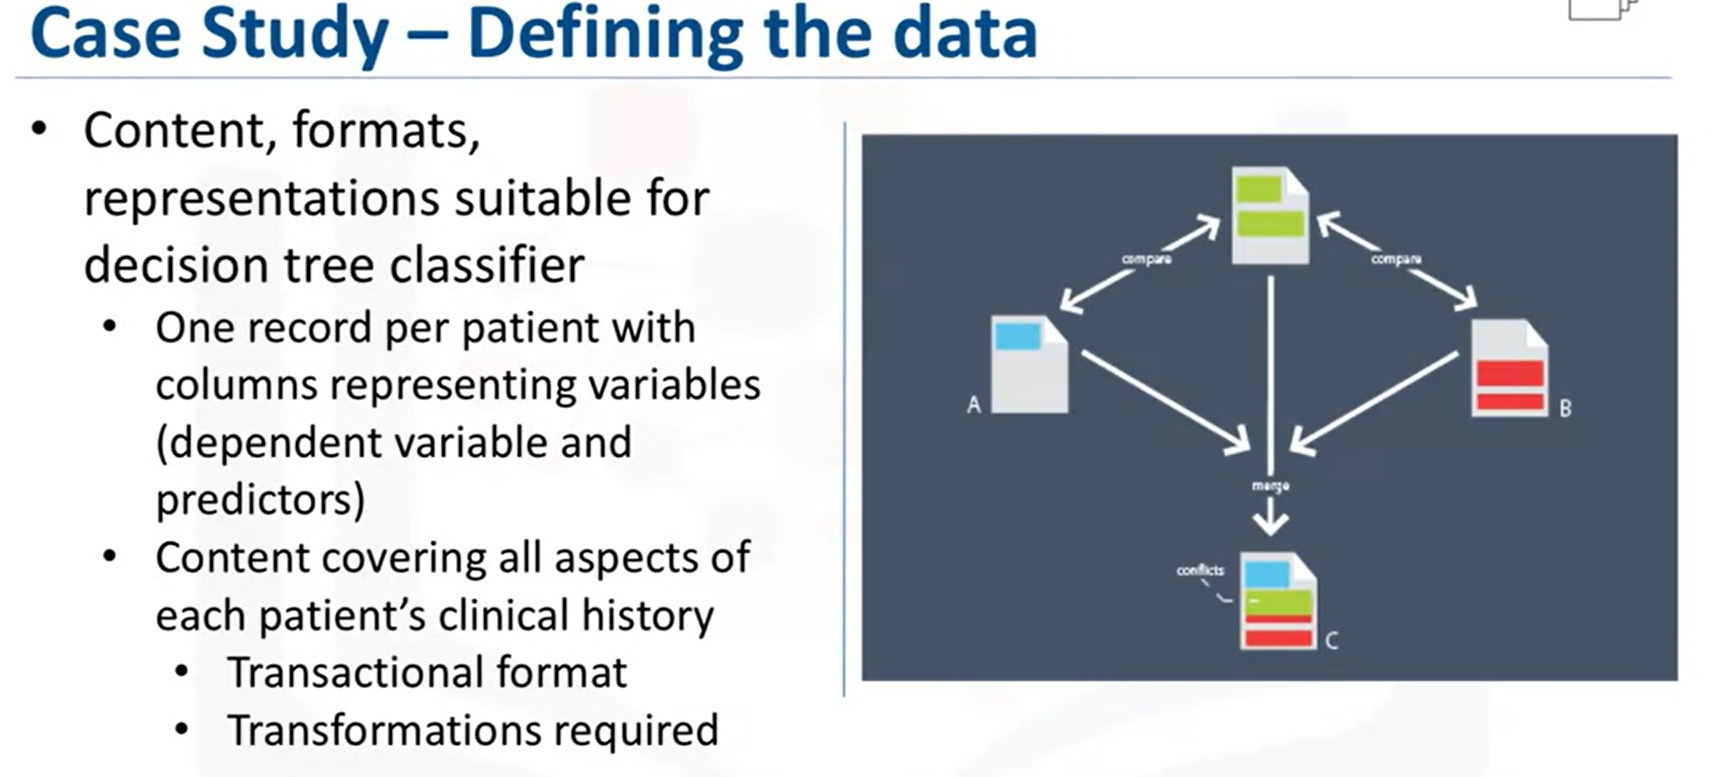 Case Study – Defining the data
• Content, formats,
representations suitable for
decision tree classifier
• One record per patient with
columns representing variables
(dependent variable and
predictors)
• Content covering all aspects of
each patient’s clinical history
• Transactional format
• Transformations required
compare
compare
A
B
merge
conflicts
C